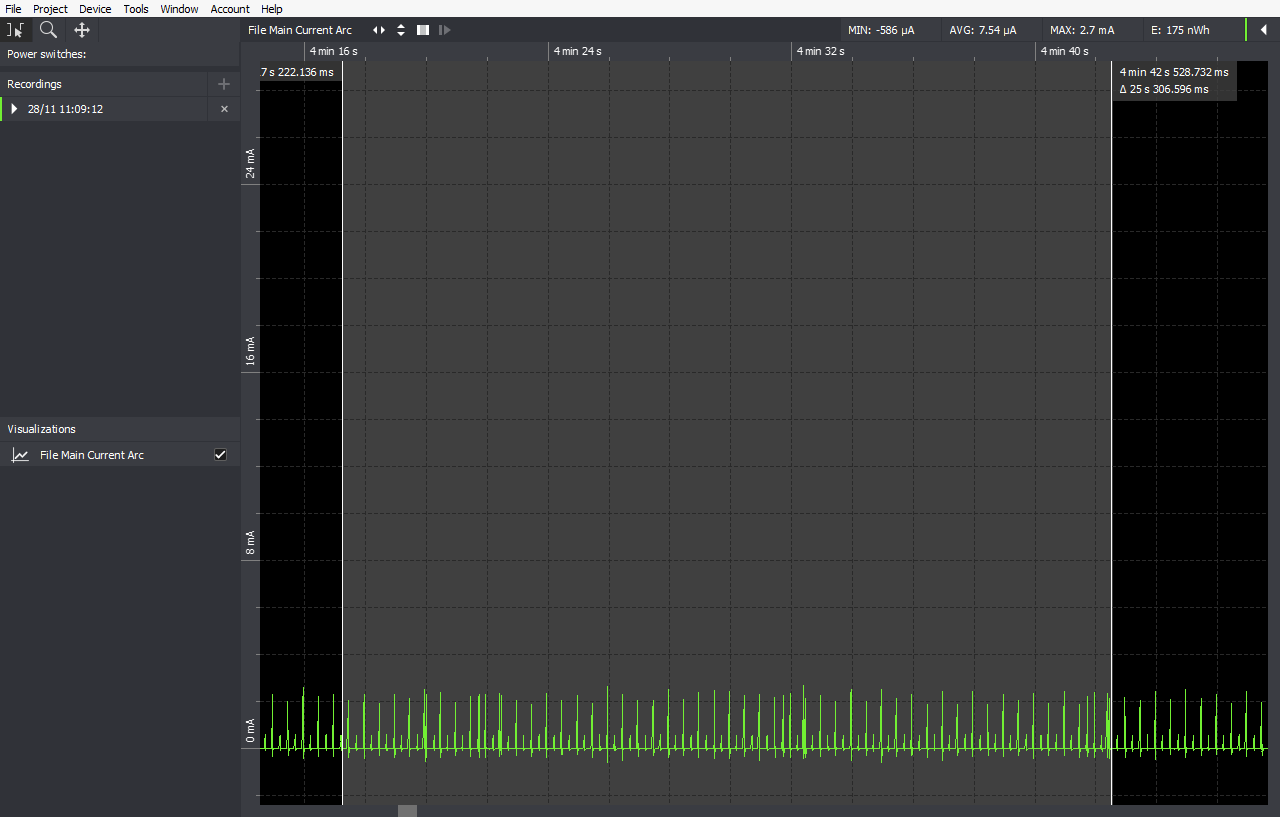 File Project Device Tools Window Account Help
File Main Current Arc MIN: -586 µA AVG: 7.54 µA MAX: 2.7 mA E: 175 nWh
Power switches:
4 min 16 s 4 min 24 s 4 min 32 s 4 min 40 s
.7 s 222.136 ms 4 min 42 s 528.732 ms
Δ 25 s 306.596 ms
Recordings
28/11 11:09:12
24 mA
16 mA
8 mA
0 mA
Visualizations
File Main Current Arc